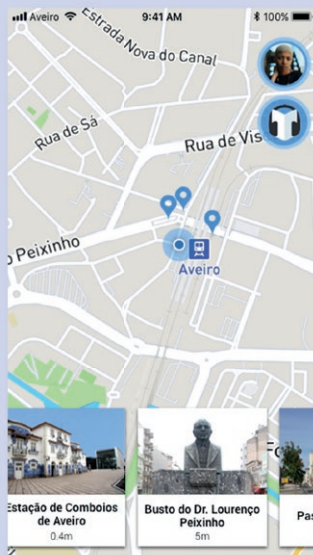 Aveiro
9:41 AM
100%
Estrada Nova do Canal
Rua de Sá
Rua de Vis
o Peixinho
Aveiro
Estação de Comboios
de Aveiro
0.4m
Busto do Dr. Lourenço
Peixinho
5m
Pas